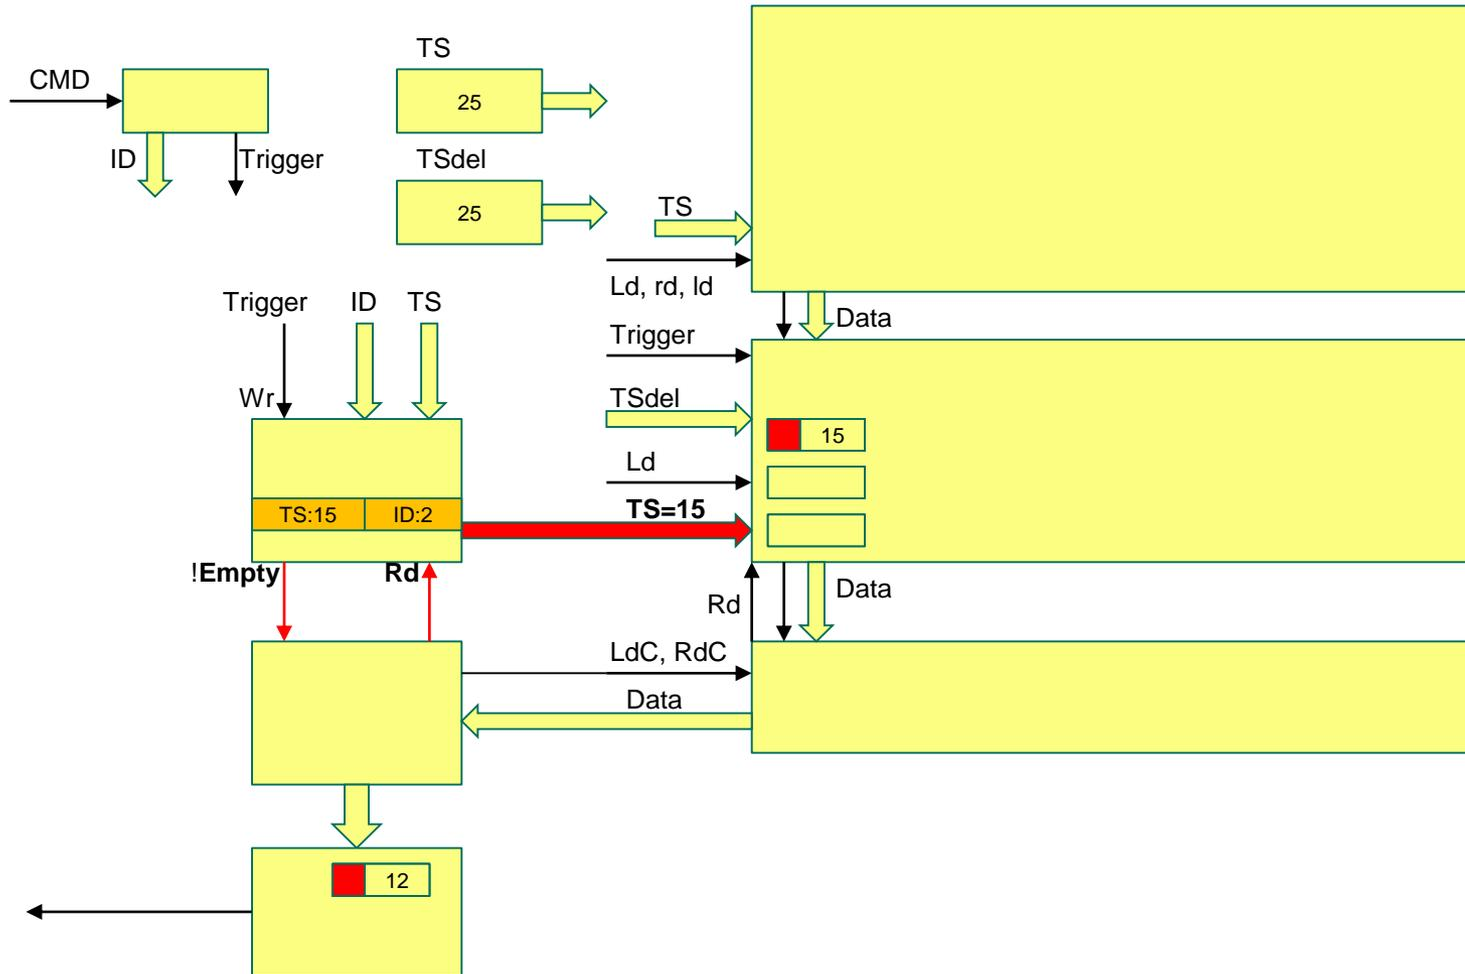 TS
CMD
25
ID
Trigger
TSdel
25
TS
Ld, rd, ld
Trigger
ID
TS
Data
Trigger
Wr
TSdel
15
Ld
TS=15
TS:15
ID:2
!Empty
Rd
Rd
Data
LdC, RdC
Data
12